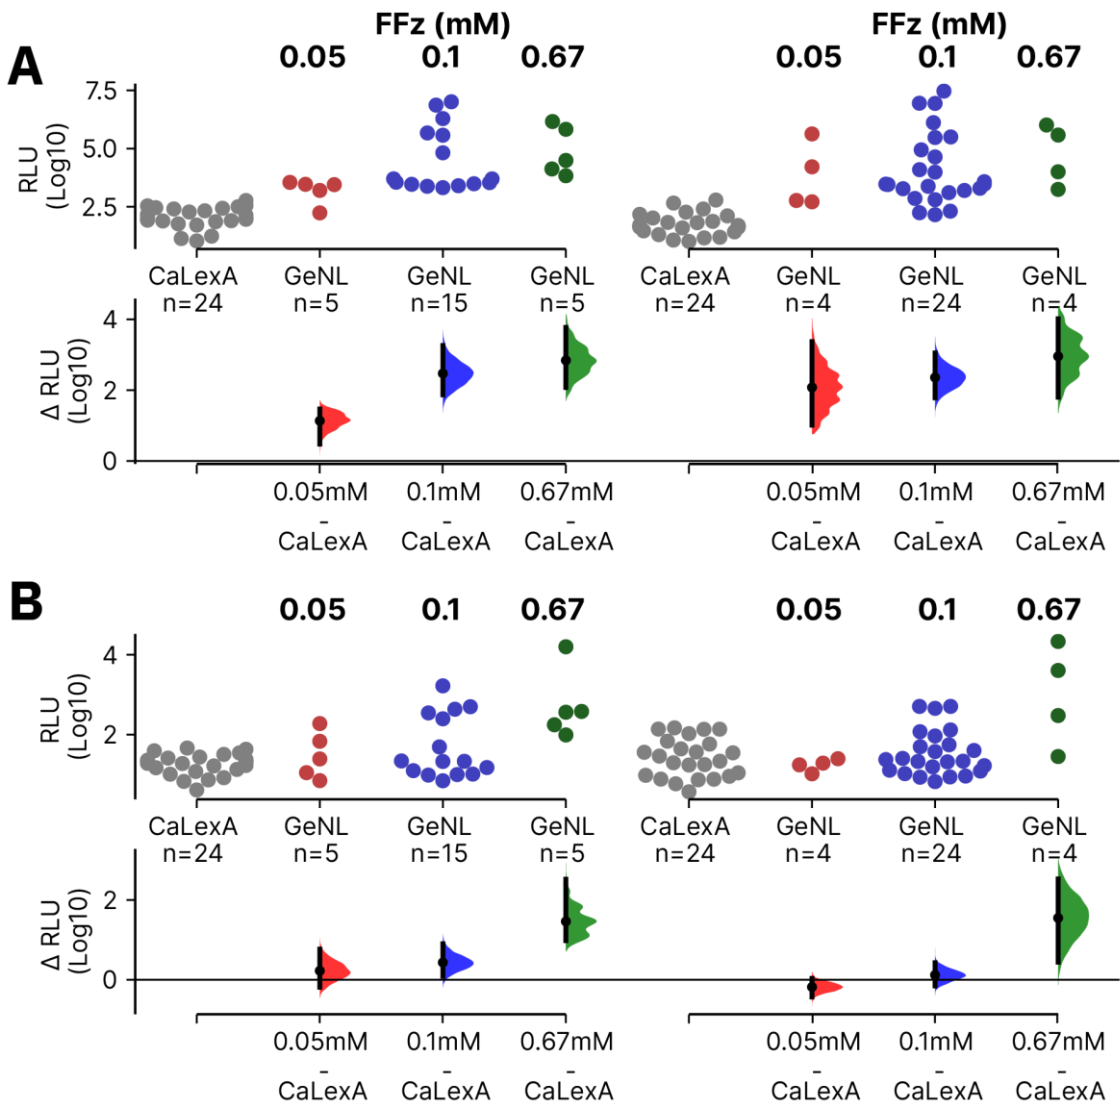 FFz (mM) FFz (mM)
A 0.05 0.1 0.67 0.05 0.1 0.67
RLU
(Log10)
7.5
5.0
2.5
CaLexA GeNL GeNL GeNL CaLexA GeNL GeNL GeNL
n=24 n=5 n=15 n=5 n=24 n=4 n=24 n=4
Δ RLU
(Log10)
4
2
0
0.05mM 0.1mM 0.67mM 0.05mM 0.1mM 0.67mM
– – – – – –
CaLexA CaLexA CaLexA CaLexA CaLexA CaLexA
B 0.05 0.1 0.67 0.05 0.1 0.67
RLU
(Log10)
4
2
CaLexA GeNL GeNL GeNL CaLexA GeNL GeNL GeNL
n=24 n=5 n=15 n=5 n=24 n=4 n=24 n=4
Δ RLU
(Log10)
2
0
0.05mM 0.1mM 0.67mM 0.05mM 0.1mM 0.67mM
– – – – – –
CaLexA CaLexA CaLexA CaLexA CaLexA CaLexA